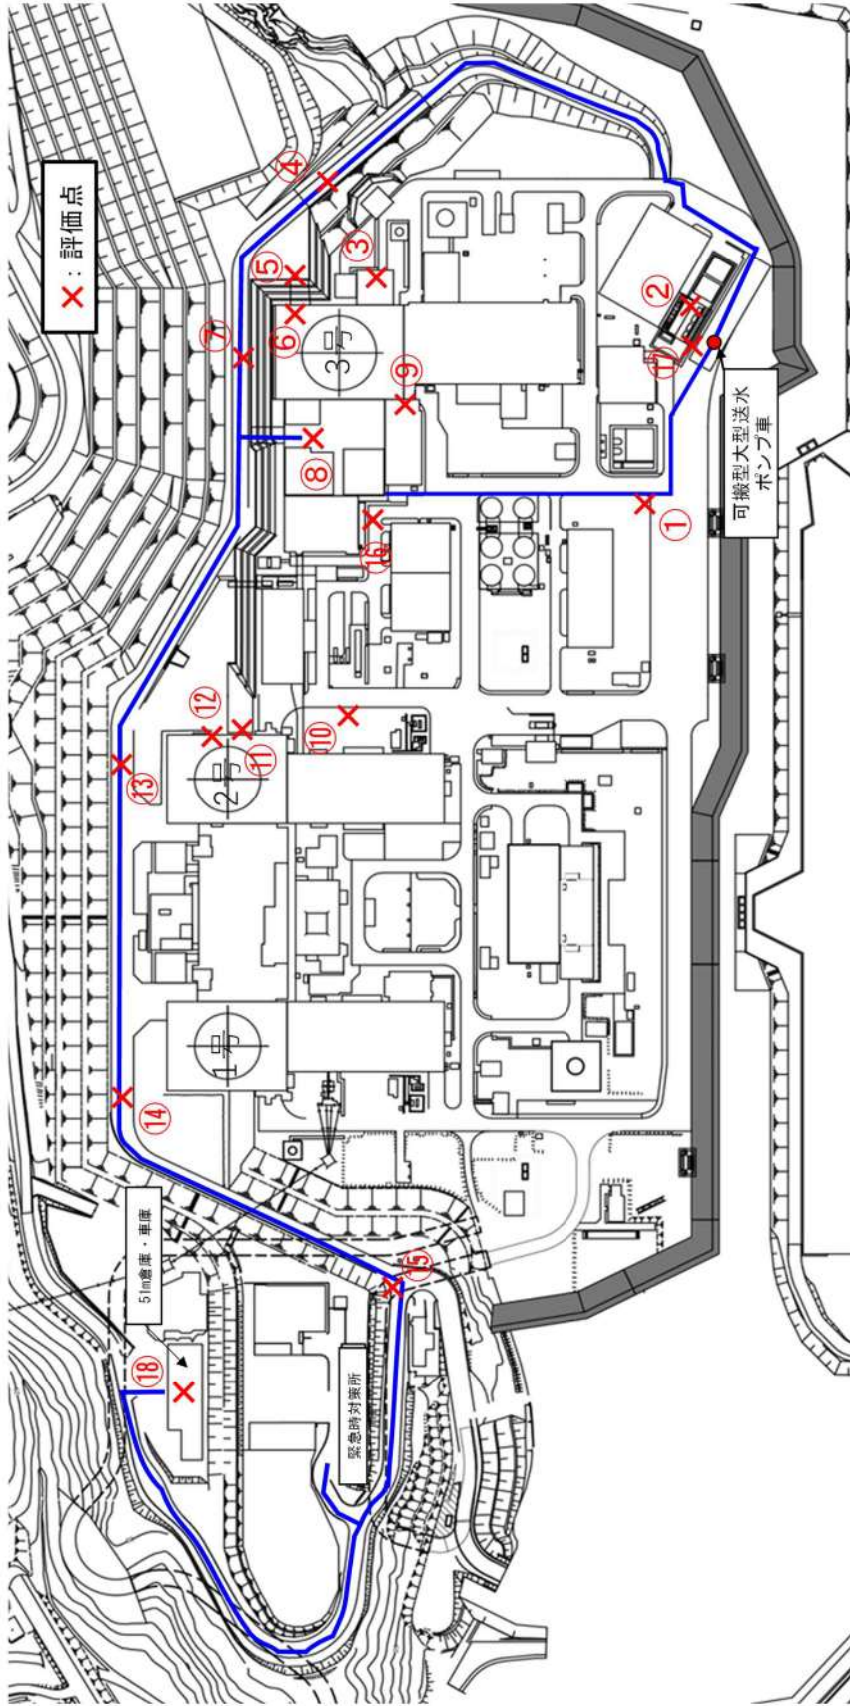 ✕：評価点
①
②
③
④
⑤
⑥
⑦
⑧
⑨
⑩
⑪
⑫
⑬
⑭
⑮
⑯
⑰
⑱
1号
2号
3号
51m倉庫・車庫
緊急時対策所
可搬型大型送水
ポンプ車